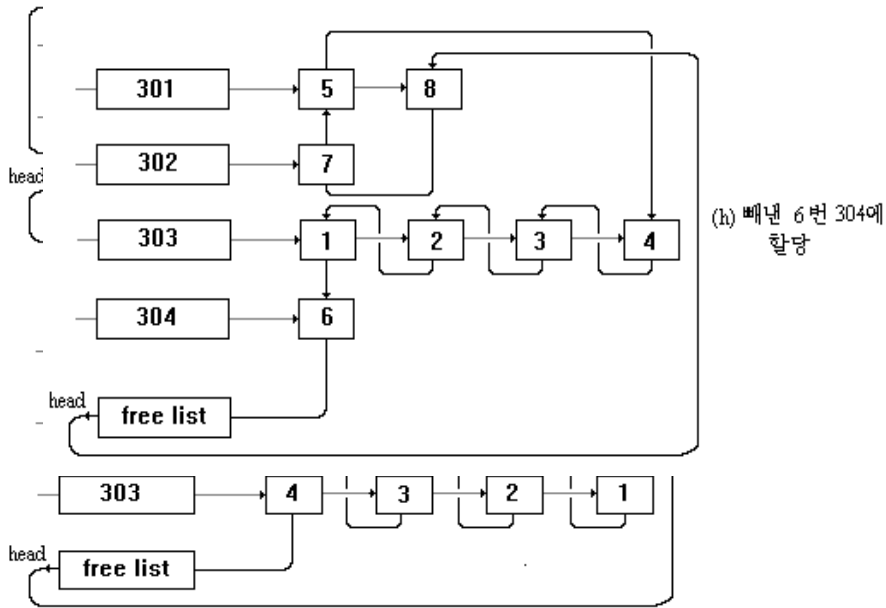 301 5 8
302 7
head
303 1 2 3 4
(h) 빼낸 6번 304에
할당
304 6
head
free list
303 4 3 2 1
head
free list